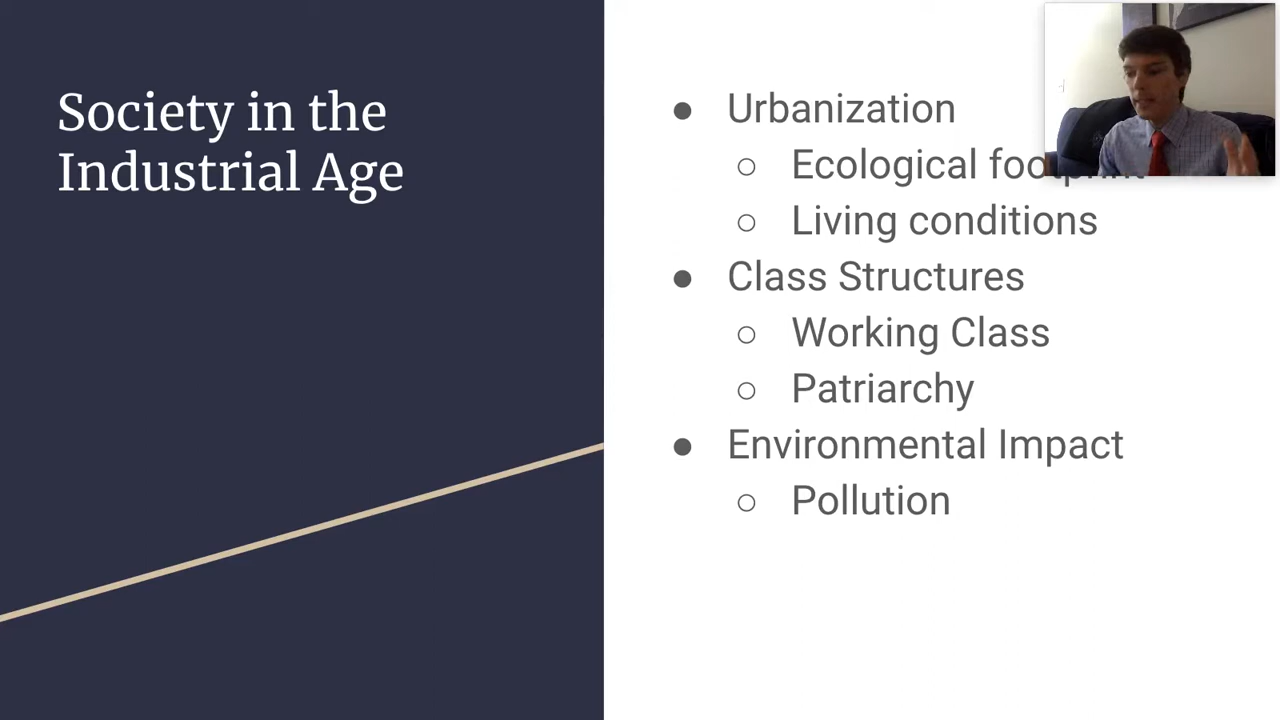 Society in the
Industrial Age
● Urbanization
○ Ecological
○ Living conditions
● Class Structures
○ Working Class
○ Patriarchy
● Environmental Impact
○ Pollution